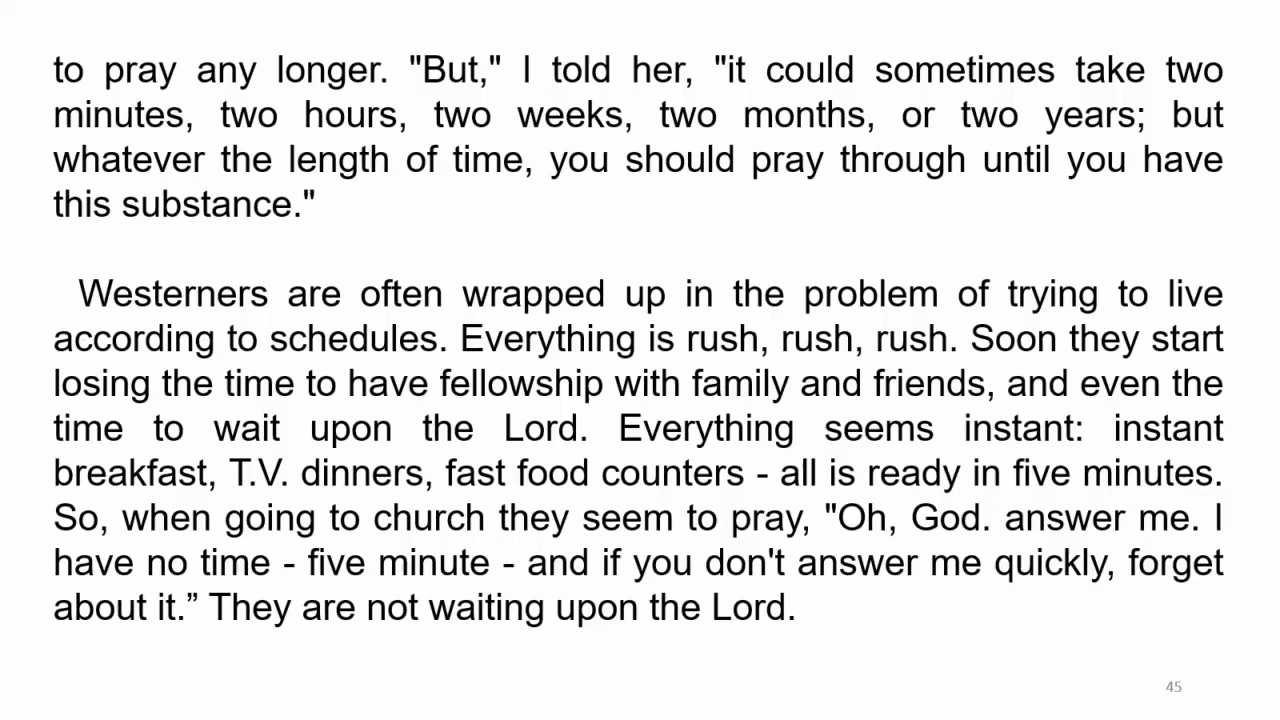 to pray any longer. "But," I told her, "it could sometimes take two
minutes, two hours, two weeks, two months, or two years; but
whatever the length of time, you should pray through until you have
this substance."
Westerners are often wrapped up in the problem of trying to live
according to schedules. Everything is rush, rush, rush. Soon they start
losing the time to have fellowship with family and friends, and even the
time to wait upon the Lord. Everything seems instant: instant
breakfast, T.V. dinners, fast food counters - all is ready in five minutes.
So, when going to church they seem to pray, "Oh, God. answer me. I
have no time - five minute - and if you don't answer me quickly, forget
about it.” They are not waiting upon the Lord.
45